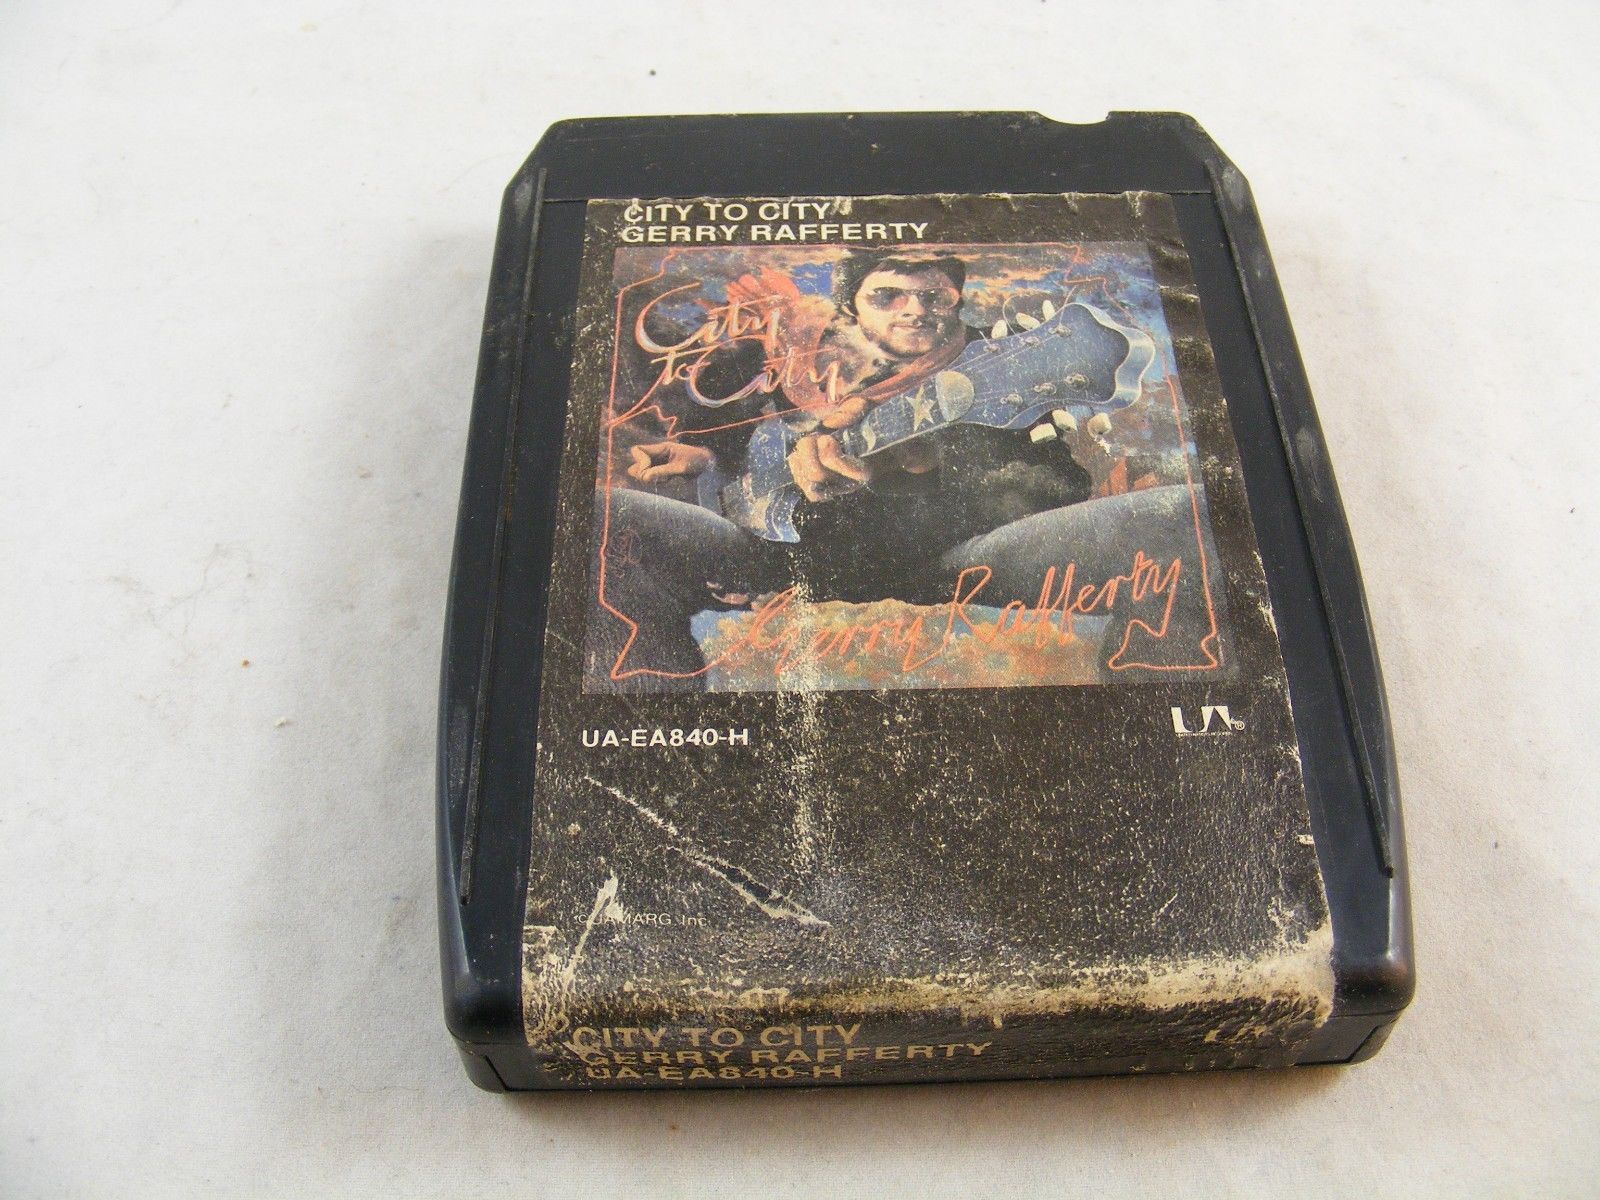 CITY TO CITY
GERRY RAFFERTY
City
to City
Gerry Rafferty
UA-EA840-H
UA®
©JAMARG, Inc.
CITY TO CITY
GERRY RAFFERTY
UA-EA840-H